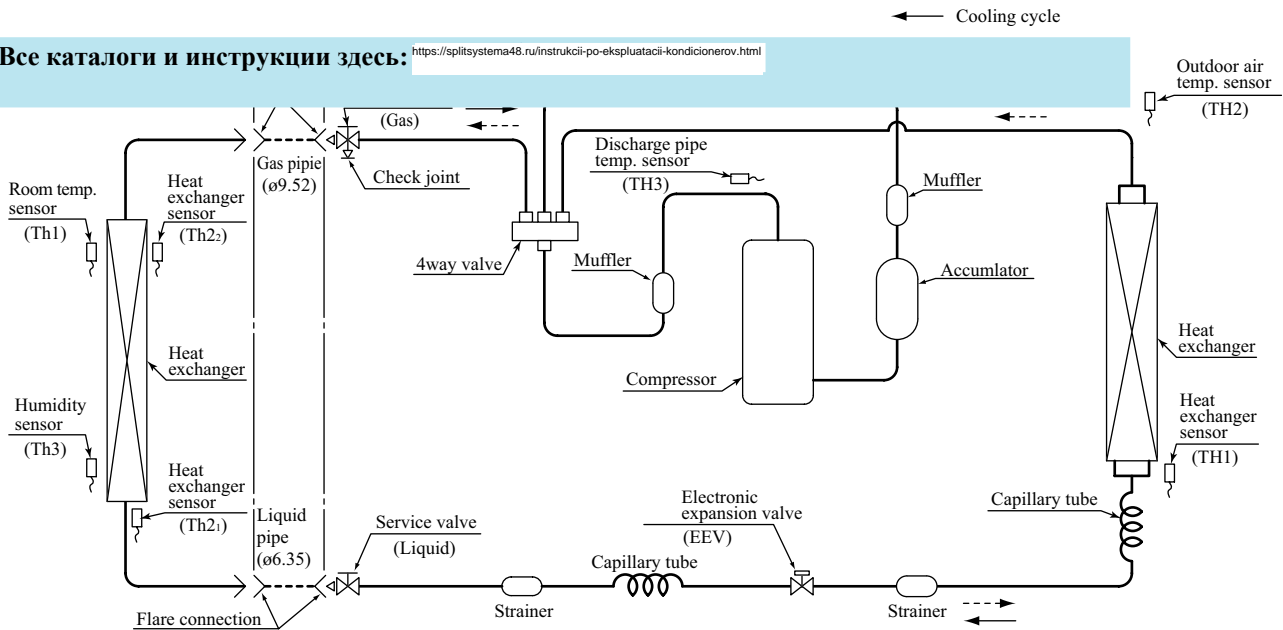 Cooling cycle
Все каталоги и инструкции здесь: https://splitsystema48.ru/instrukcii-po-ekspluatacii-kondicionerov.html
Outdoor air
temp. sensor
(TH2)
(Gas)
Gas pipie
(ø9.52)
Check joint
Discharge pipe
temp. sensor
(TH3)
Muffler
Room temp.
sensor
(Th1)
Heat
exchanger
sensor
(Th2₂)
4way valve
Muffler
Accumlator
Heat
exchanger
Compressor
Heat
exchanger
Humidity
sensor
(Th3)
Heat
exchanger
sensor
(Th2₁)
Heat
exchanger
sensor
(TH1)
Liquid
pipe
(ø6.35)
Service valve
(Liquid)
Electronic
expansion valve
(EEV)
Capillary tube
Capillary tube
Strainer
Strainer
Flare connection